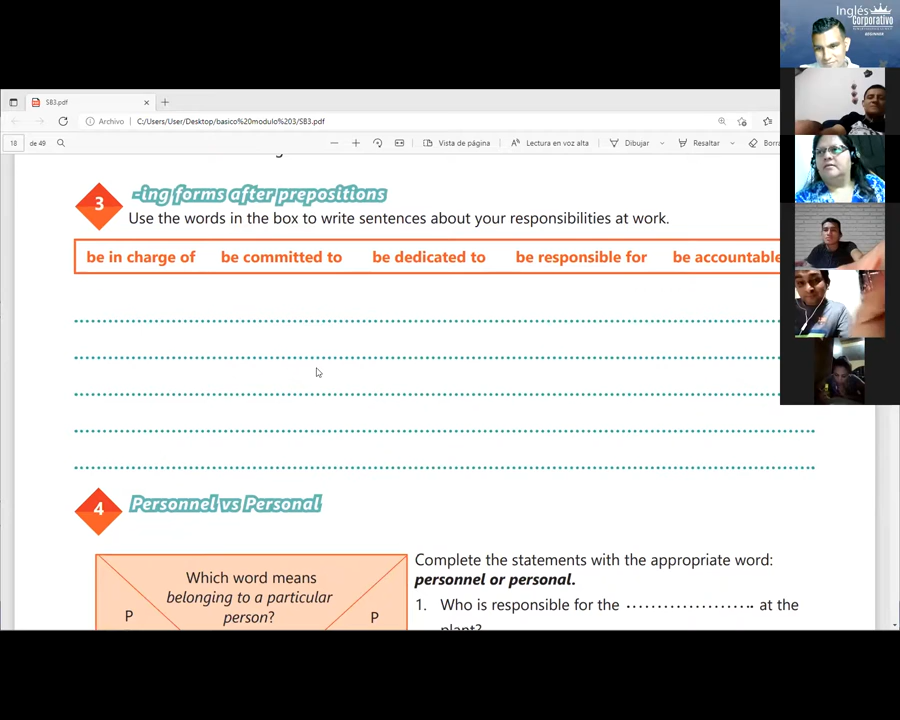 SB3.pdf
Archivo C:/Users/User/Desktop/basico%20modulo%203/SB3.pdf
18 de 49 Vista de página Lectura en voz alta Dibujar Resaltar Borra
3 -ing forms after prepositions
Use the words in the box to write sentences about your responsibilities at work.
be in charge of be committed to be dedicated to be responsible for be accountable
4 Personnel vs Personal
Which word means
belonging to a particular
person?
P P
Complete the statements with the appropriate word:
personnel or personal.
1. Who is responsible for the ..................... at the
plant?
Inglés
Corporativo